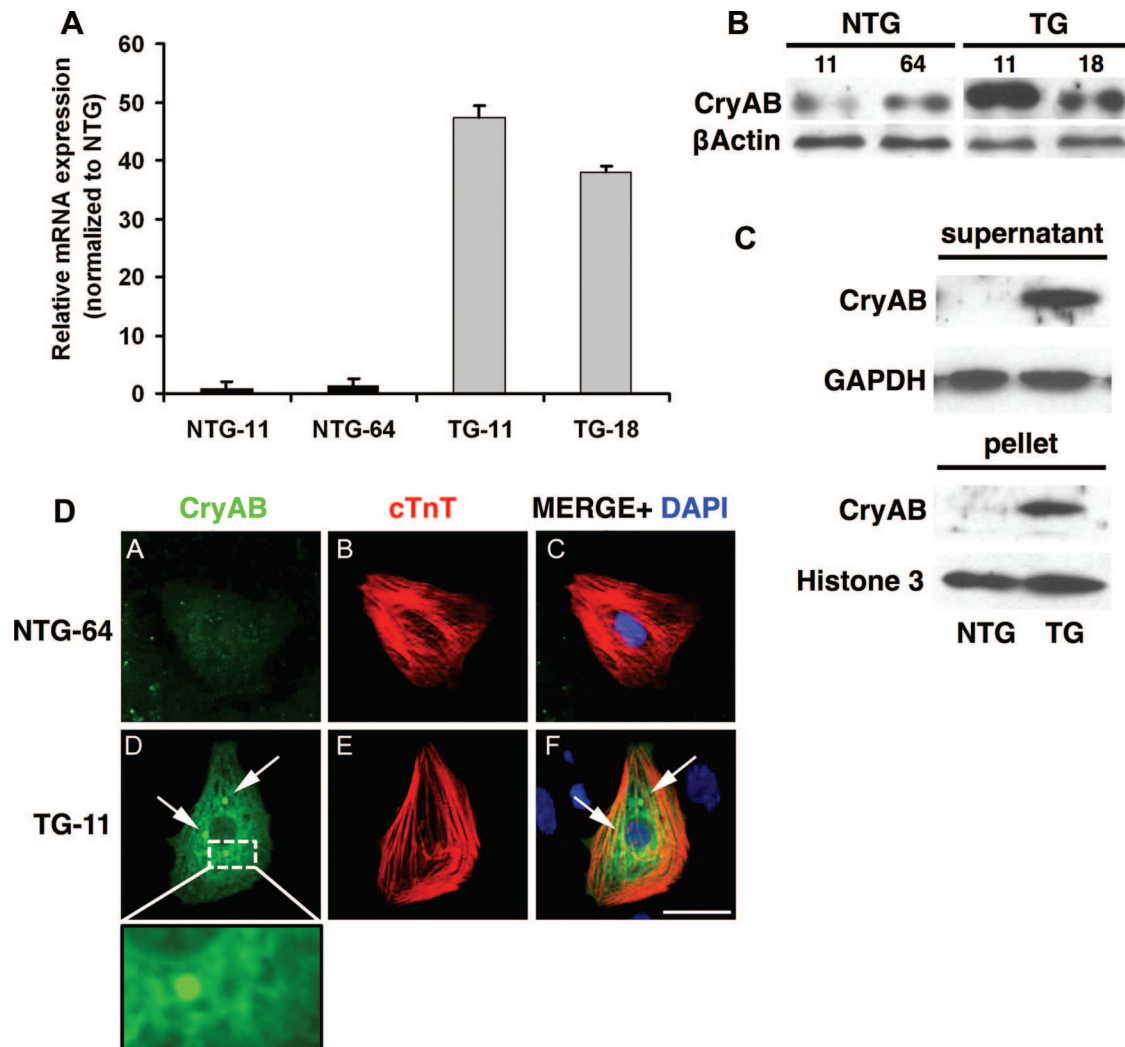 A
Relative mRNA expression
(normalized to NTG)
60
50
40
30
20
10
0
NTG-11 NTG-64 TG-11 TG-18
B
NTG TG
11 64 11 18
CryAB
βActin
C
supernatant
CryAB
GAPDH
pellet
CryAB
Histone 3
NTG TG
D CryAB cTnT MERGE+ DAPI
A B C
NTG-64
D E F
TG-11